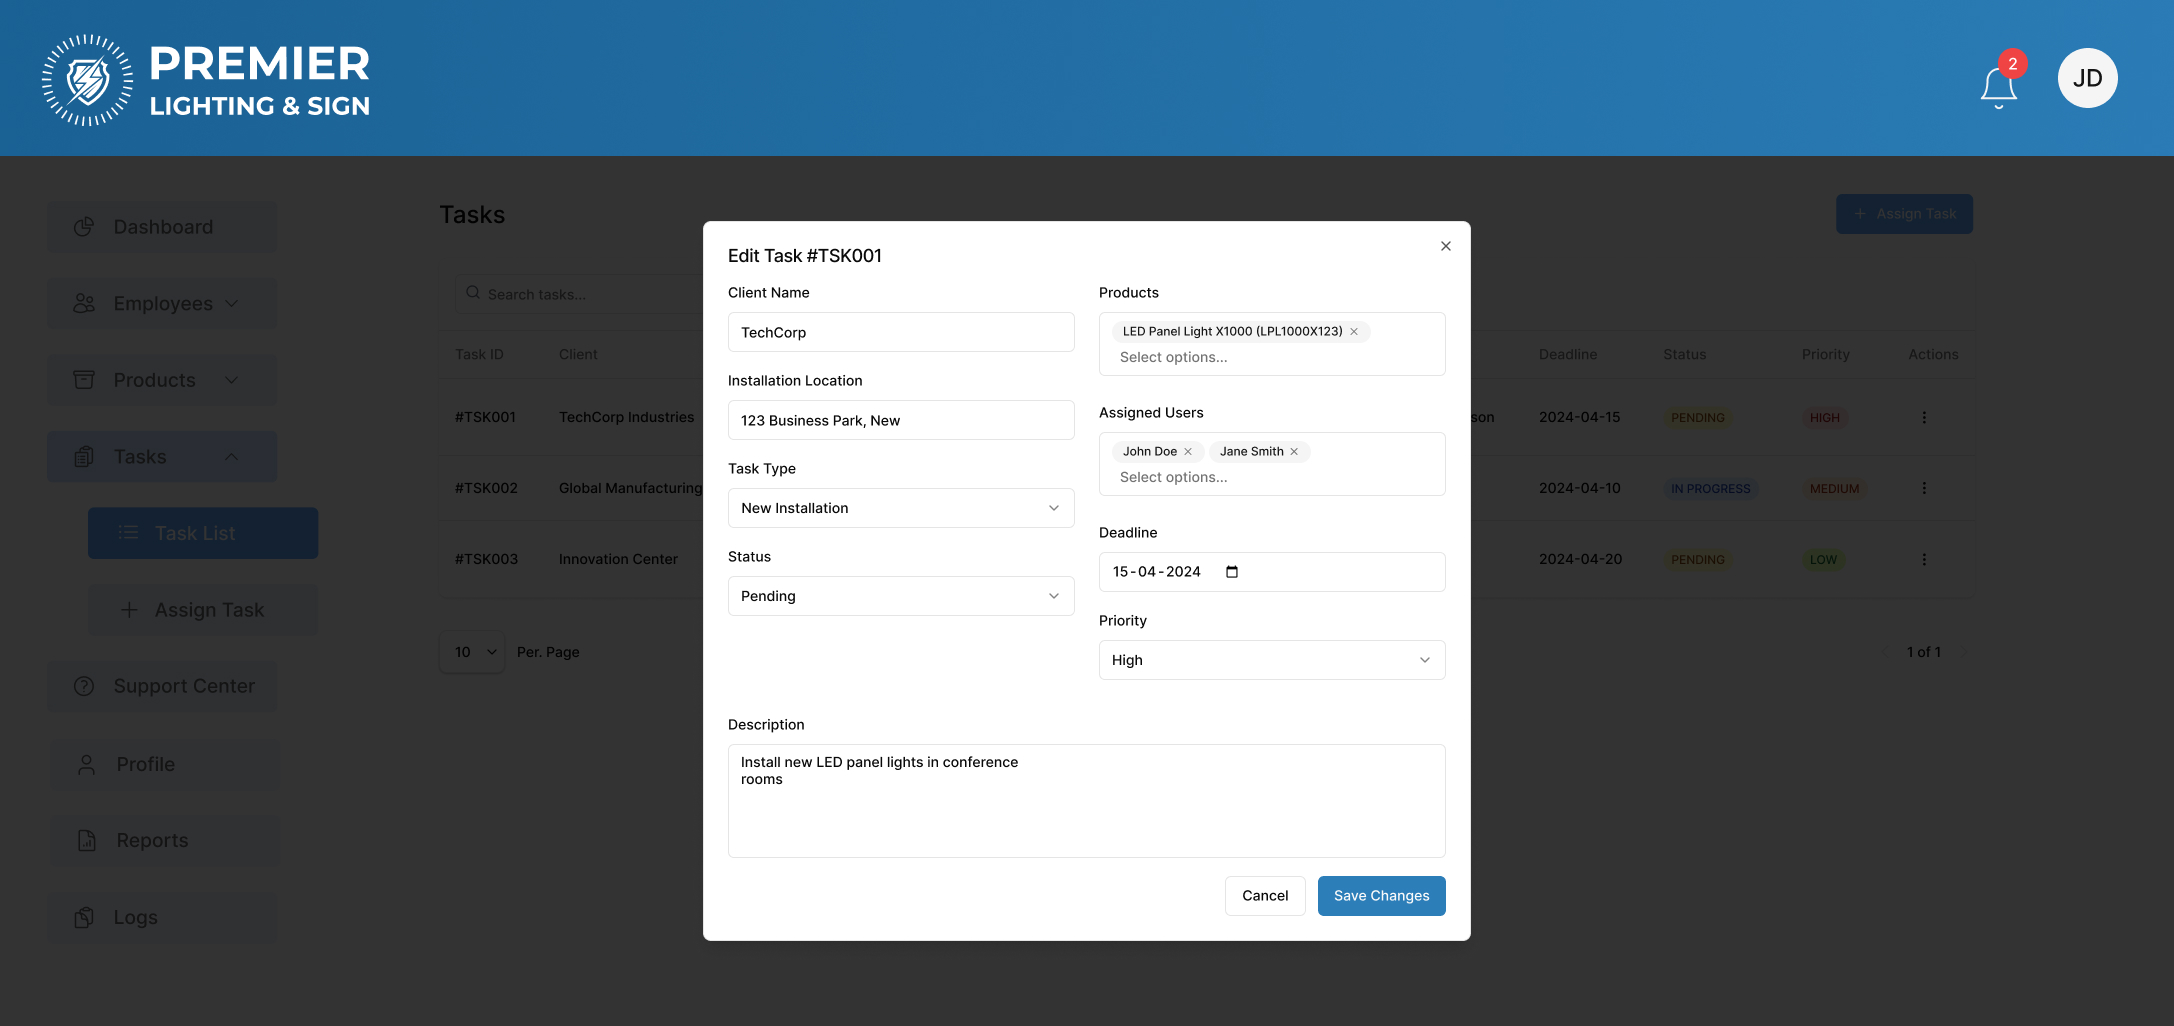 PREMIER
LIGHTING & SIGN
2
JD
Dashboard
Employees
Products
Tasks
Task List
Assign Task
Support Center
Profile
Reports
Logs
Tasks
Assign Task
Search tasks...
Task ID Client Deadline Status Priority Actions
#TSK001 TechCorp Industries son 2024-04-15 PENDING HIGH
#TSK002 Global Manufacturing 2024-04-10 IN PROGRESS MEDIUM
#TSK003 Innovation Center 2024-04-20 PENDING LOW
10 Per. Page
1 of 1
Edit Task #TSK001
Client Name
TechCorp
Installation Location
123 Business Park, New
Task Type
New Installation
Status
Pending
Products
LED Panel Light X1000 (LPL1000X123)
Select options...
Assigned Users
John Doe Jane Smith
Select options...
Deadline
15-04-2024
Priority
High
Description
Install new LED panel lights in conference
rooms
Cancel Save Changes